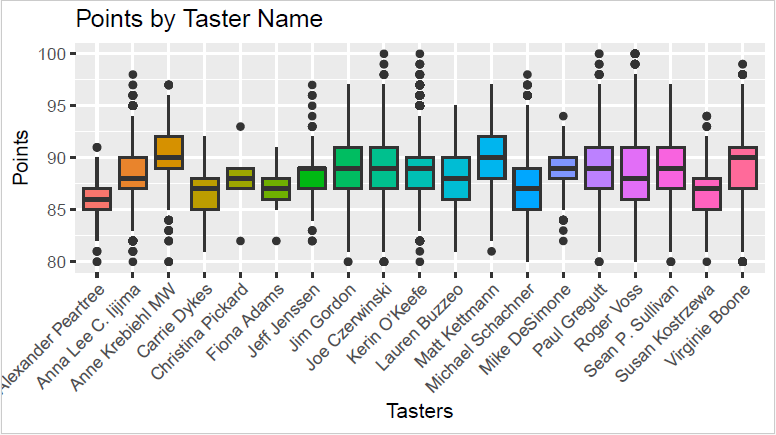 Points by Taster Name
Points
100
95
90
85
80
Alexander Peartree
Anna Lee C. Iijima
Anne Krebiehl MW
Carrie Dykes
Christina Pickard
Fiona Adams
Jeff Jenssen
Jim Gordon
Joe Czerwinski
Kerin O'Keefe
Lauren Buzzeo
Matt Kettmann
Michael Schachner
Mike DeSimone
Paul Gregutt
Roger Voss
Sean P. Sullivan
Susan Kostrzewa
Virginie Boone
Tasters